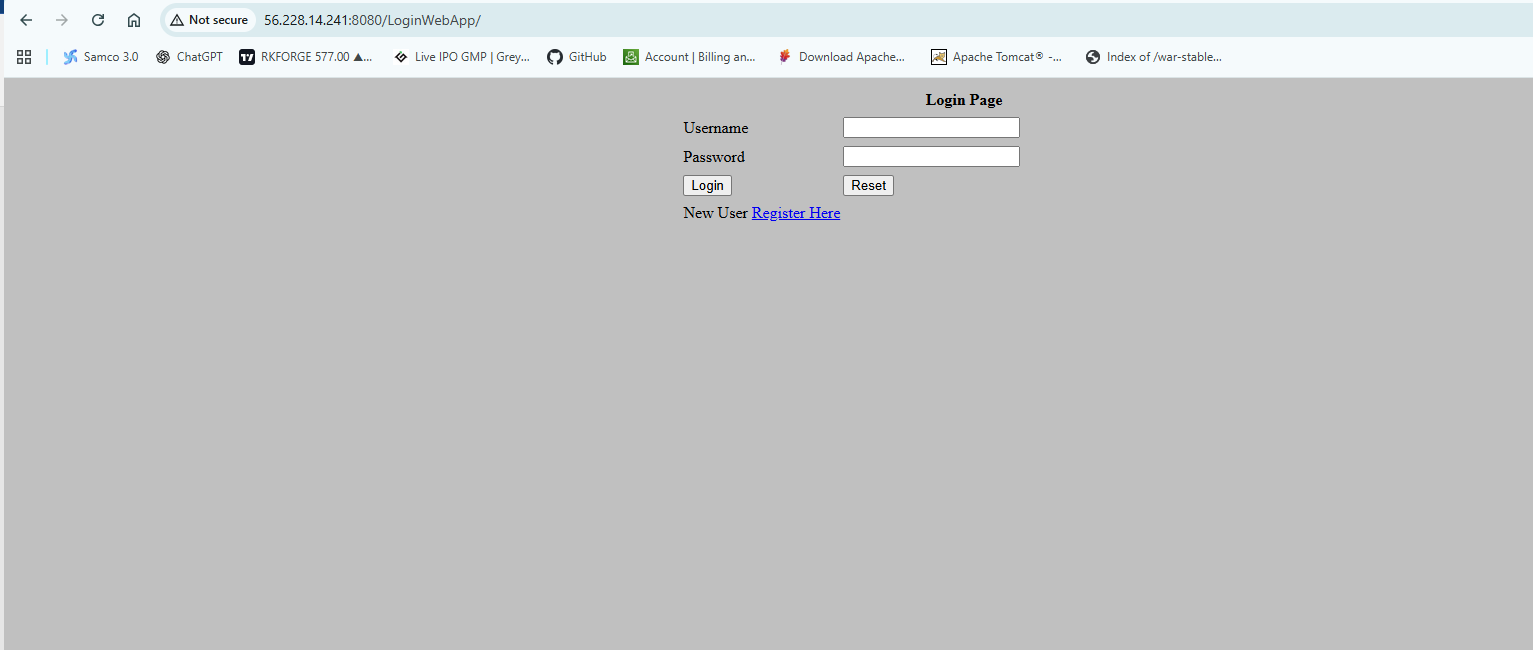 Not secure 56.228.14.241:8080/LoginWebApp/
Samco 3.0 ChatGPT RKFORGE 577.00 ▲... Live IPO GMP | Grey... GitHub Account | Billing an... Download Apache... Apache Tomcat® -... Index of /war-stable...
Login Page
Username
Password
Login Reset
New User Register Here